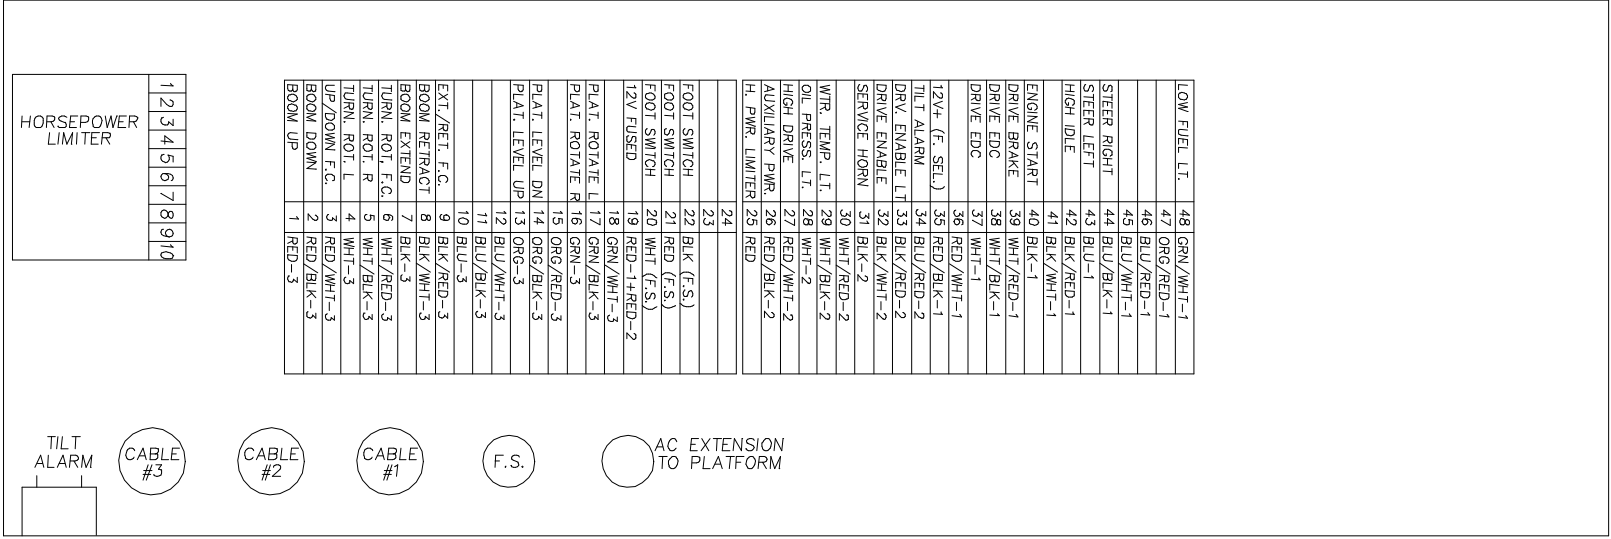 HORSEPOWER
LIMITER
1
2
3
4
5
6
7
8
9
10
BOOM UP 1 RED-3
BOOM DOWN 2 RED/BLK-3
UP/DOWN F.C. 3 RED/WHT-3
TURN. ROT. L 4 WHT-3
TURN. ROT. R 5 WHT/BLK-3
TURN. ROT, F.C. 6 WHT/RED-3
BOOM EXTEND 7 BLK-3
BOOM RETRACT 8 BLK/WHT-3
EXT./RET. F.C. 9 BLK/RED-3
10 BLU-3
11 BLU/BLK-3
12 BLU/WHT-3
PLAT. LEVEL UP 13 ORG-3
PLAT. LEVEL DN 14 ORG/BLK-3
15 ORG/RED-3
PLAT. ROTATE R 16 GRN-3
PLAT. ROTATE L 17 GRN/BLK-3
18 GRN/WHT-3
12V FUSED 19 RED-1+RED-2
FOOT SWITCH 20 WHT (F.S.)
FOOT SWITCH 21 RED (F.S.)
FOOT SWITCH 22 BLK (F.S.)
23
24
H. PWR. LIMITER 25 RED
AUXILIARY PWR. 26 RED/BLK-2
HIGH DRIVE 27 RED/WHT-2
OIL PRESS. LT. 28 WHT-2
WTR. TEMP. LT. 29 WHT/BLK-2
30 WHT/RED-2
SERVICE HORN 31 BLK-2
DRIVE ENABLE 32 BLK/WHT-2
DRV. ENABLE LT 33 BLK/RED-2
TILT ALARM 34 BLU/RED-2
12V+ (F. SEL.) 35 RED/BLK-1
36 RED/WHT-1
DRIVE EDC 37 WHT-1
DRIVE EDC 38 WHT/BLK-1
DRIVE BRAKE 39 WHT/RED-1
ENGINE START 40 BLK-1
41 BLK/WHT-1
HIGH IDLE 42 BLK/RED-1
STEER LEFT 43 BLU-1
STEER RIGHT 44 BLU/BLK-1
45 BLU/WHT-1
46 BLU/RED-1
47 ORG/RED-1
LOW FUEL LT. 48 GRN/WHT-1
TILT
ALARM
CABLE
#3
CABLE
#2
CABLE
#1
F.S.
AC EXTENSION
TO PLATFORM